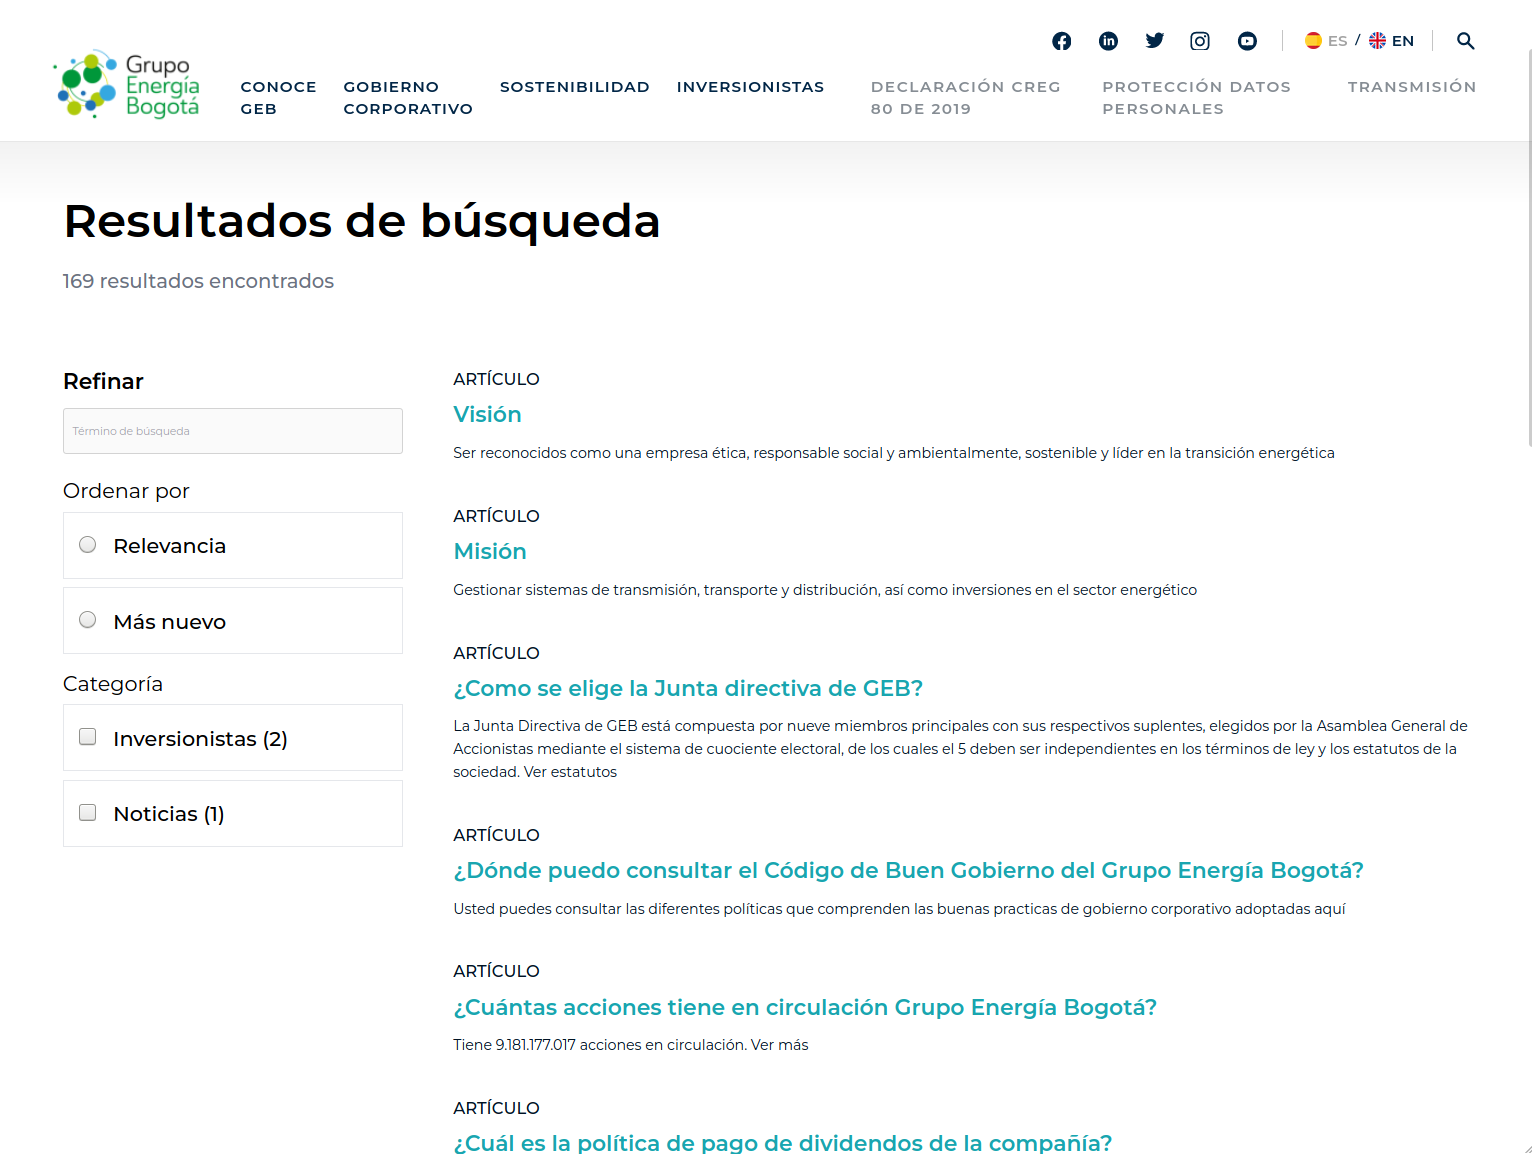 ES / EN
Grupo
Energía
Bogotá
CONOCE
GEB
GOBIERNO
CORPORATIVO
SOSTENIBILIDAD
INVERSIONISTAS
DECLARACIÓN CREG
80 DE 2019
PROTECCIÓN DATOS
PERSONALES
TRANSMISIÓN
Resultados de búsqueda
169 resultados encontrados
Refinar
Término de búsqueda
Ordenar por
Relevancia
Más nuevo
Categoría
Inversionistas (2)
Noticias (1)
ARTÍCULO
Visión
Ser reconocidos como una empresa ética, responsable social y ambientalmente, sostenible y líder en la transición energética
ARTÍCULO
Misión
Gestionar sistemas de transmisión, transporte y distribución, así como inversiones en el sector energético
ARTÍCULO
¿Como se elige la Junta directiva de GEB?
La Junta Directiva de GEB está compuesta por nueve miembros principales con sus respectivos suplentes, elegidos por la Asamblea General de
Accionistas mediante el sistema de cuociente electoral, de los cuales el 5 deben ser independientes en los términos de ley y los estatutos de la
sociedad. Ver estatutos
ARTÍCULO
¿Dónde puedo consultar el Código de Buen Gobierno del Grupo Energía Bogotá?
Usted puedes consultar las diferentes políticas que comprenden las buenas practicas de gobierno corporativo adoptadas aquí
ARTÍCULO
¿Cuántas acciones tiene en circulación Grupo Energía Bogotá?
Tiene 9.181.177.017 acciones en circulación. Ver más
ARTÍCULO
¿Cuál es la política de pago de dividendos de la compañía?